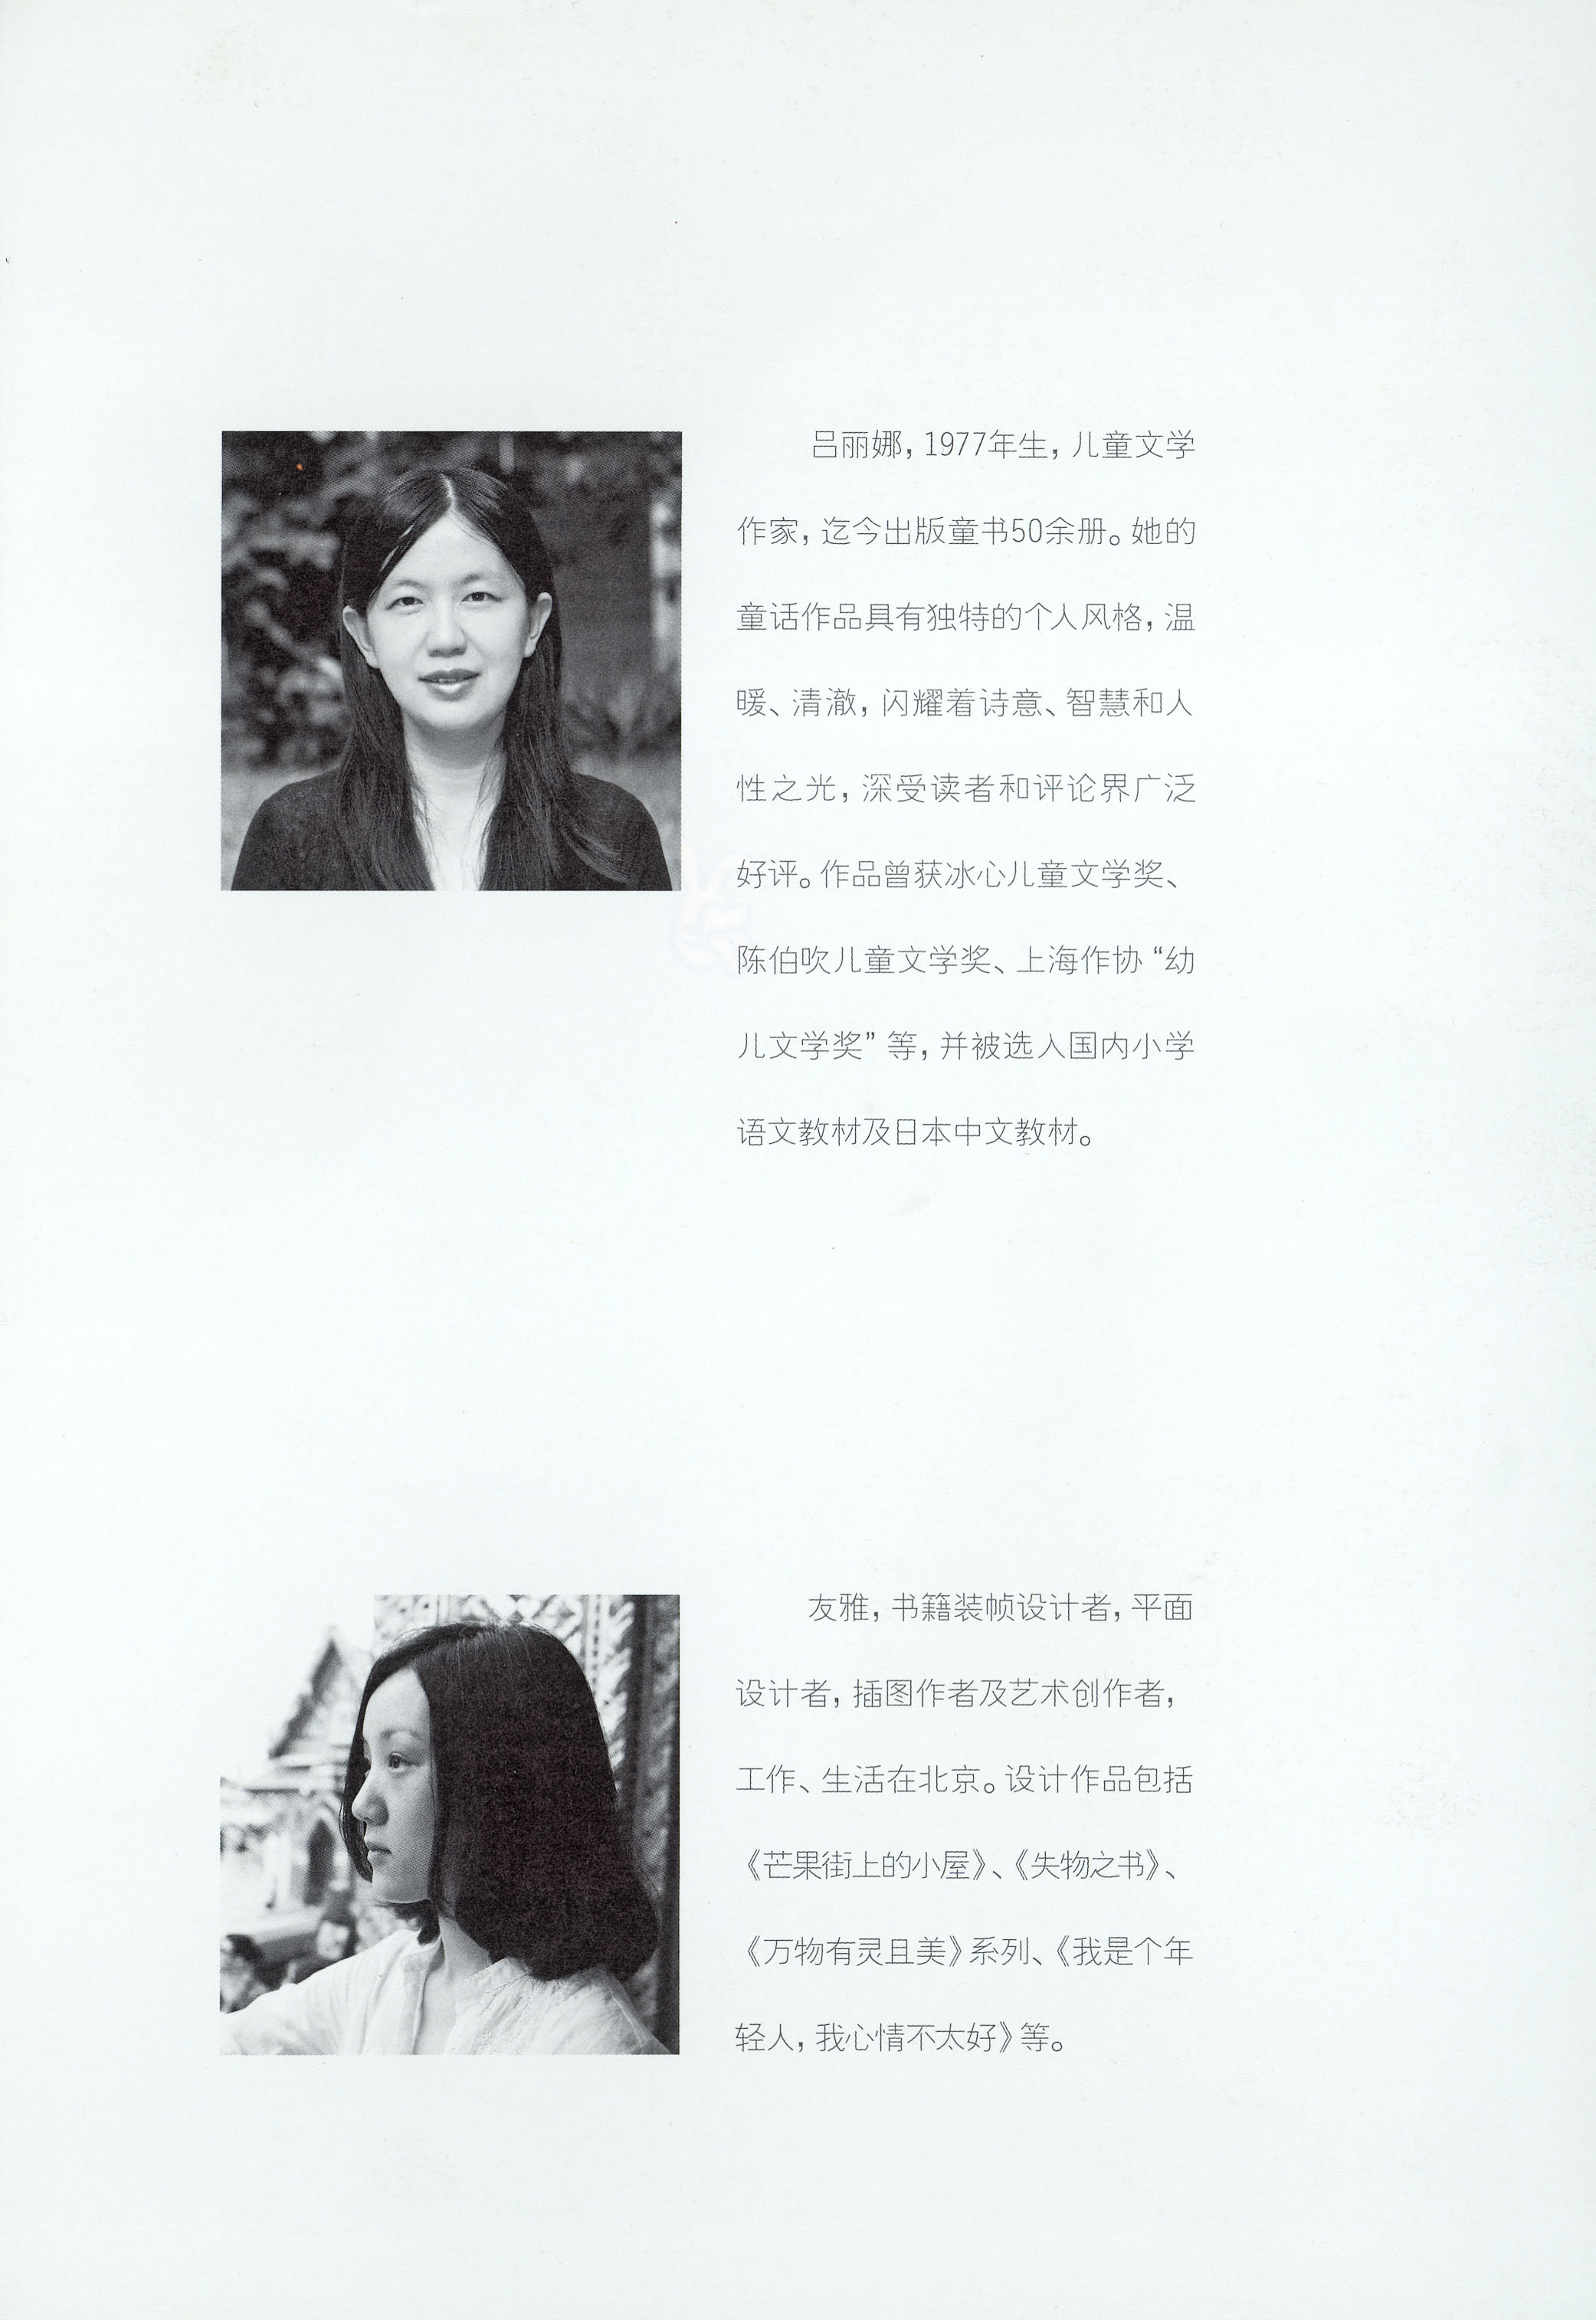 吕丽娜，1977年生，儿童文学
作家，迄今出版童书50余册。她的
童话作品具有独特的个人风格，温
暖、清澈，闪耀着诗意、智慧和人
性之光，深受读者和评论界广泛
好评。作品曾获冰心儿童文学奖、
陈伯吹儿童文学奖、上海作协“幼
儿文学奖”等，并被选入国内小学
语文教材及日本中文教材。
友雅，书籍装帧设计者，平面
设计者，插图作者及艺术创作者，
工作、生活在北京。设计作品包括
《芒果街上的小屋》、《失物之书》、
《万物有灵且美》系列、《我是个年
轻人，我心情不太好》等。